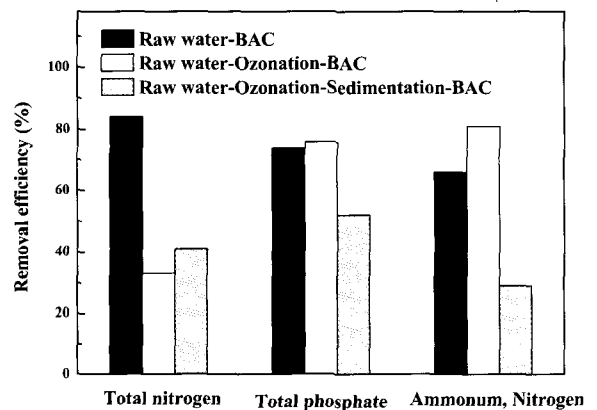 Raw water-BAC
Raw water-Ozonation-BAC
Raw water-Ozonation-Sedimentation-BAC
Removal efficiency (%)
100
80
60
40
20
0
Total nitrogen
Total phosphate
Ammonum, Nitrogen